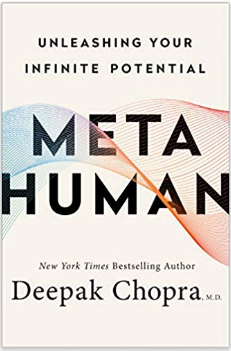 UNLEASHING YOUR
INFINITE POTENTIAL
META
HUMAN
New York Times Bestselling Author
Deepak Chopra, M.D.